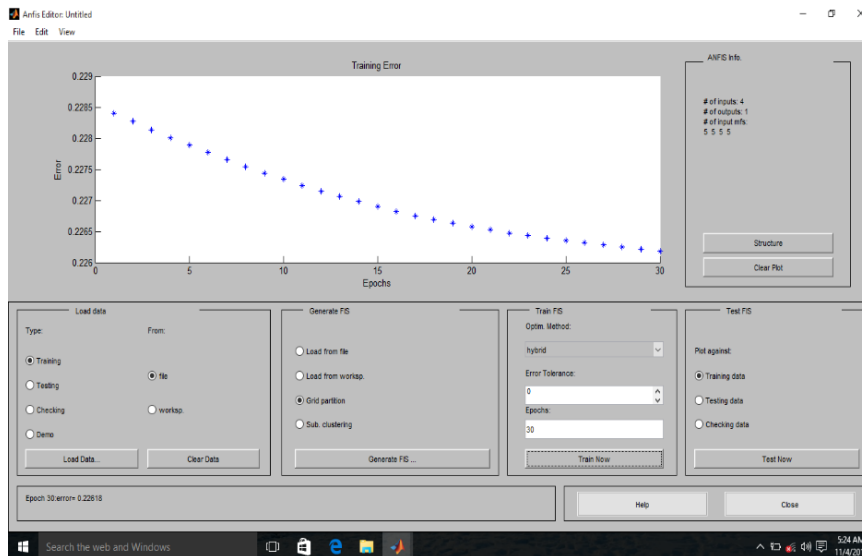 Anfis Editor: Untitled
File Edit View
Training Error
0.229
0.2285
0.228
0.2275
0.227
0.2265
0.226
Error
0 5 10 15 20 25 30
Epochs
ANFIS Info.
# of inputs: 4
# of outputs: 1
# of input mfs:
5 5 5 5
Structure
Clear Plot
Load data
Type:
From:
Training
Testing
Checking
Demo
file
worksp.
Load Data...
Clear Data
Generate FIS
Load from file
Load from worksp.
Grid partition
Sub. clustering
Generate FIS ...
Train FIS
Optim. Method:
hybrid
Error Tolerance:
0
Epochs:
30
Train Now
Test FIS
Plot against:
Training data
Testing data
Checking data
Test Now
Epoch 30:error= 0.22618
Help
Close
Search the web and Windows
5:24 AM